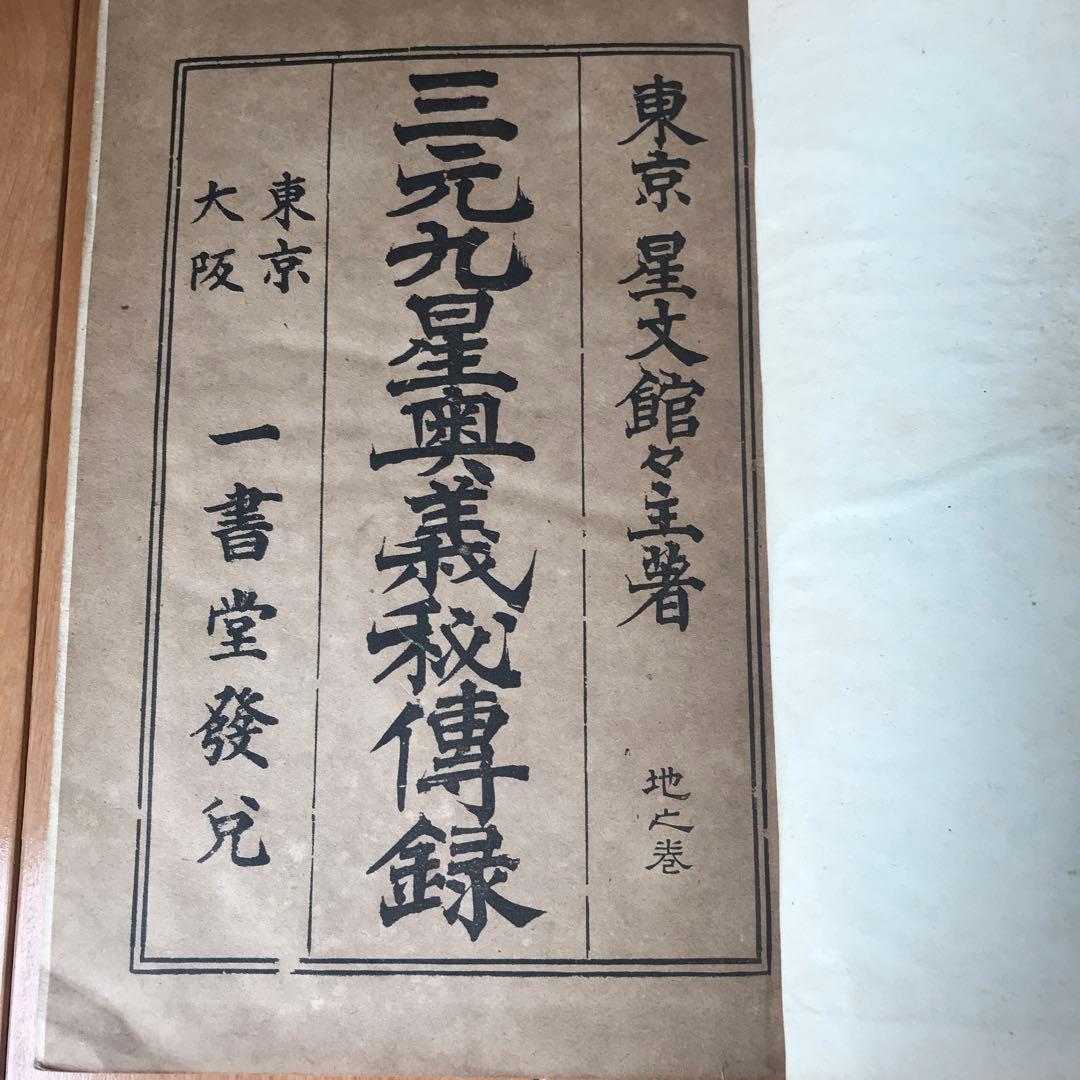 東京 星文館々主著
地之巻
三元九星奥義秘傳録
東京
大阪
一書堂發兌